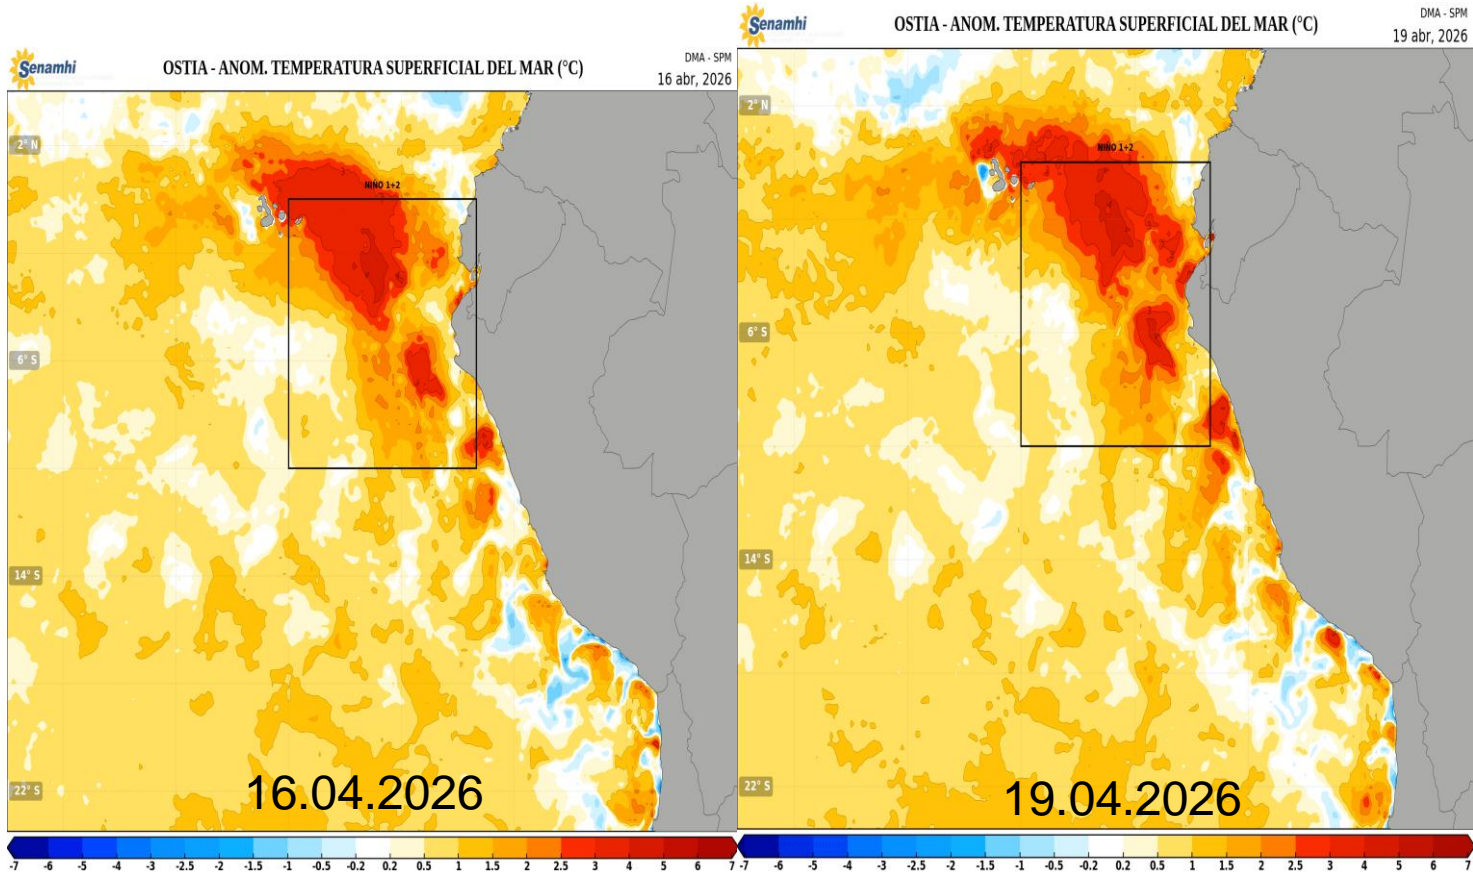 Senamhi
OSTIA - ANOM. TEMPERATURA SUPERFICIAL DEL MAR (°C)
DMA - SPM
16 abr, 2026
2° N
NIÑO 1+2
6° S
14° S
22° S
16.04.2026
-7 -6 -5 -4 -3 -2.5 -2 -1.5 -1 -0.5 -0.2 0.2 0.5 1 1.5 2 2.5 3 4 5 6 7
Senamhi
OSTIA - ANOM. TEMPERATURA SUPERFICIAL DEL MAR (°C)
DMA - SPM
19 abr, 2026
2° N
NIÑO 1+2
6° S
14° S
22° S
19.04.2026
-7 -6 -5 -4 -3 -2.5 -2 -1.5 -1 -0.5 -0.2 0.2 0.5 1 1.5 2 2.5 3 4 5 6 7